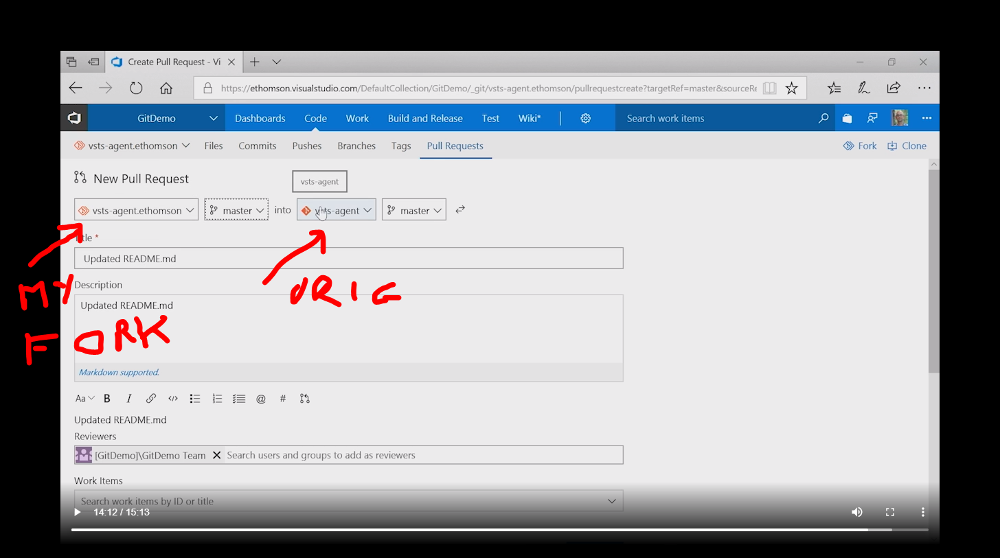 Create Pull Request - Vi
https://ethomson.visualstudio.com/DefaultCollection/GitDemo/_git/vsts-agent.ethomson/pullrequestcreate?targetRef=master&sourceRe
GitDemo Dashboards Code Work Build and Release Test Wiki* Search work items
vsts-agent.ethomson Files Commits Pushes Branches Tags Pull Requests Fork Clone
New Pull Request
vsts-agent
vsts-agent.ethomson master into vsts-agent master
Title *
Updated README.md
MY
ORIG
Description
Updated README.md
FORK
Markdown supported.
Aa B I </> @ #
Updated README.md
Reviewers
[GitDemo]\GitDemo Team Search users and groups to add as reviewers
Work Items
Search work items by ID or title
14:12 / 15:13